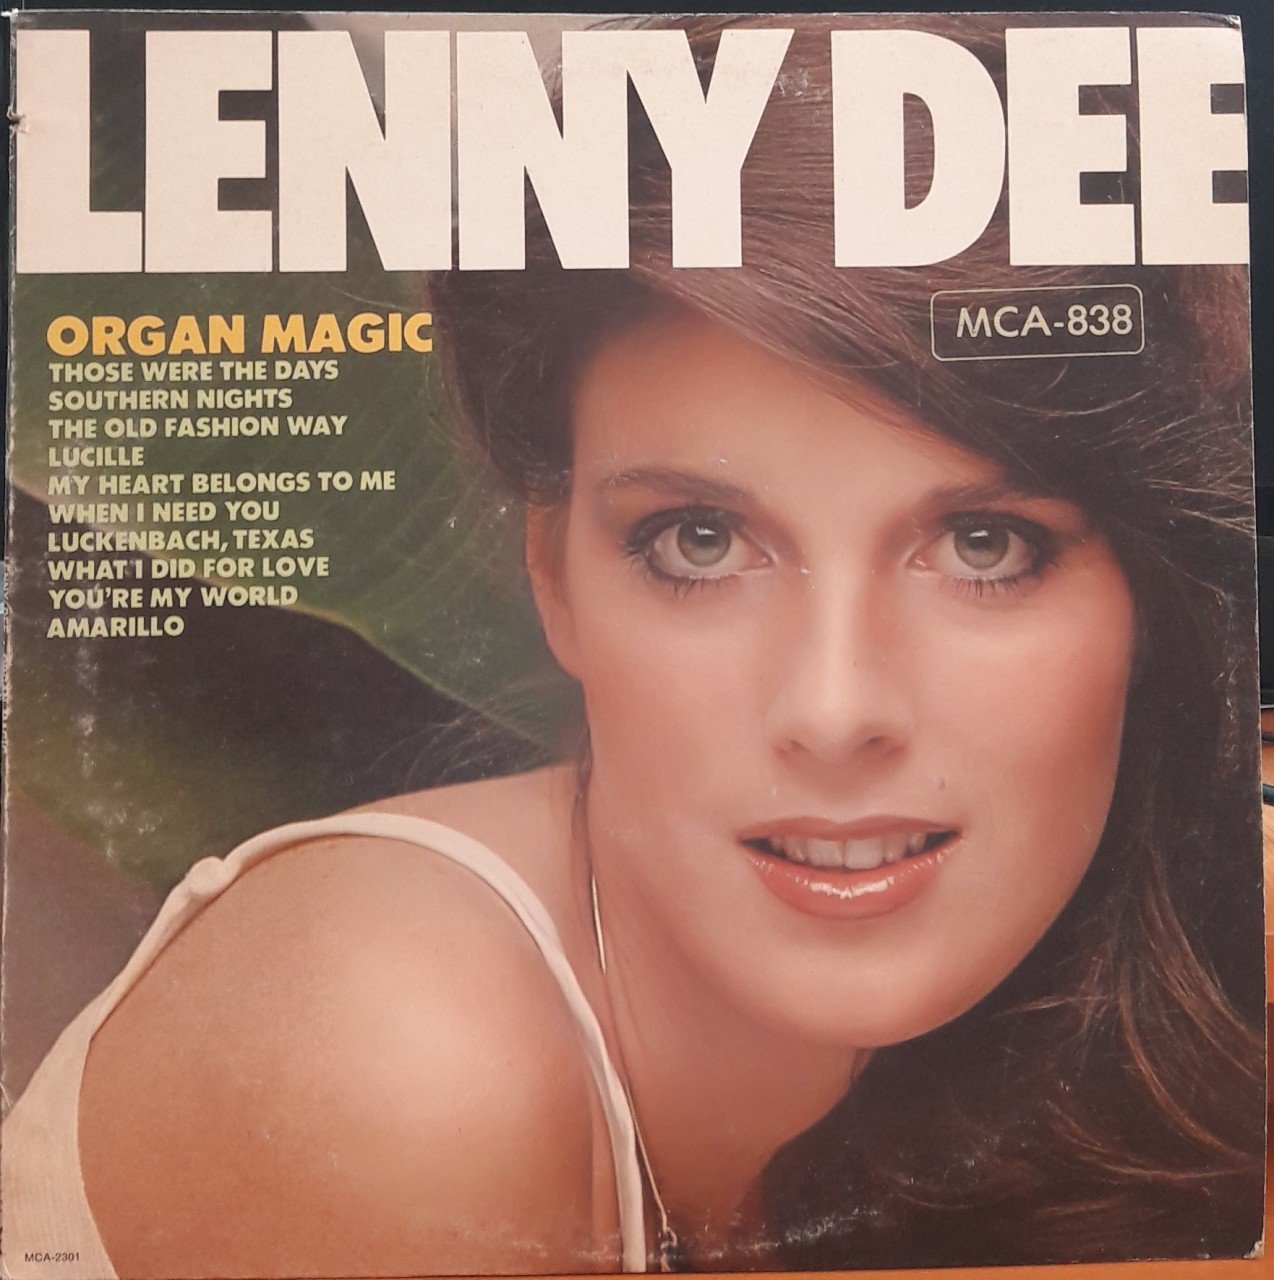 LENNY DEE
MCA-838
ORGAN MAGIC
THOSE WERE THE DAYS
SOUTHERN NIGHTS
THE OLD FASHION WAY
LUCILLE
MY HEART BELONGS TO ME
WHEN I NEED YOU
LUCKENBACH, TEXAS
WHAT I DID FOR LOVE
YOU'RE MY WORLD
AMARILLO
MCA-2301